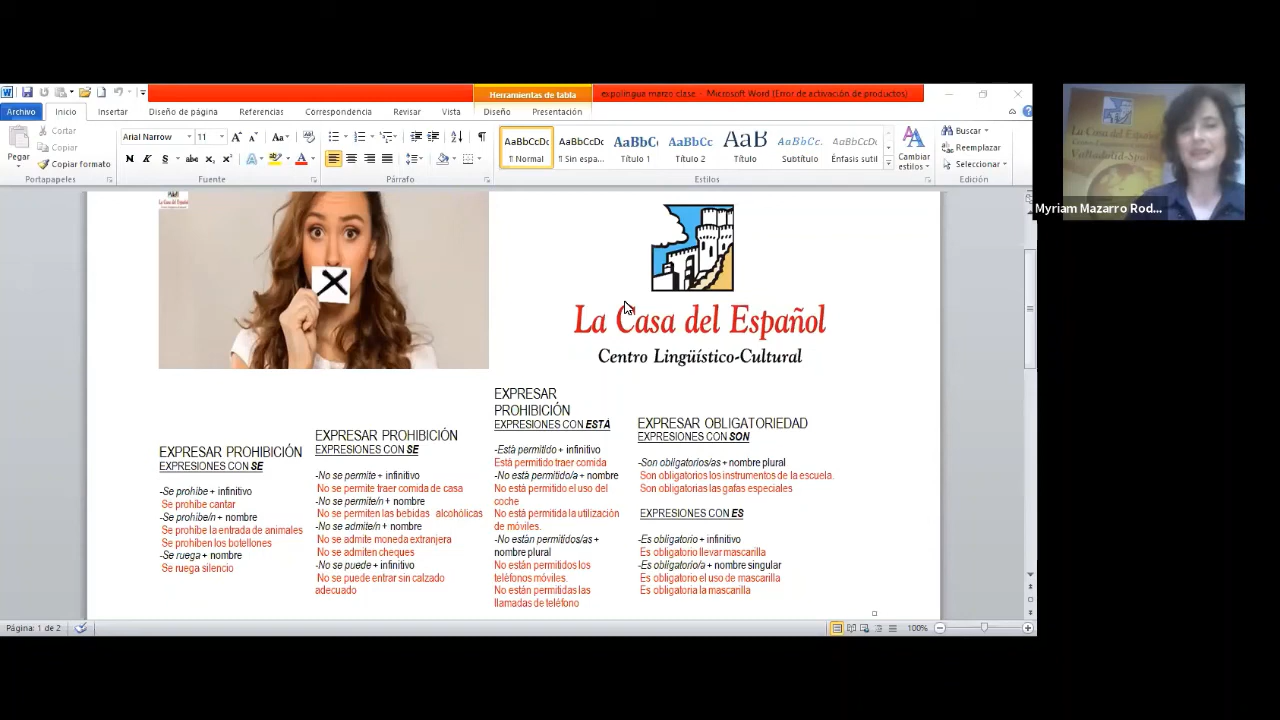 Herramientas de tabla
espolingua marzo clase - Microsoft Word (Error de activación de productos)
Archivo Inicio Insertar Diseño de página Referencias Correspondencia Revisar Vista Diseño Presentación
Pegar
Cortar
Copiar
Copiar formato
Portapapeles
Arial Narrow 11
N K S abc
Fuente
Párrafo
AaBbCcDc AaBbCcDc AaBbC AaBbCc AaB AaBbCc AaBbCcDc
¶ Normal ¶ Sin espa... Título 1 Título 2 Título Subtítulo Énfasis sutil
Cambiar
estilos
Estilos
Buscar
Reemplazar
Seleccionar
Edición
Myriam Mazarro Rod...
La Casa del Español
Valladolid-Spain
La Casa del Español
Centro Lingüístico-Cultural
EXPRESAR PROHIBICIÓN
EXPRESIONES CON SE
-Se prohíbe + infinitivo
Se prohíbe cantar
-Se prohíbe/n + nombre
Se prohíbe la entrada de animales
Se prohíben los botellones
-Se ruega + nombre
Se ruega silencio
EXPRESAR PROHIBICIÓN
EXPRESIONES CON SE
-No se permite + infinitivo
No se permite traer comida de casa
-No se permite/n + nombre
No se permiten las bebidas alcohólicas
-No se admite/n + nombre
No se admite moneda extranjera
No se admiten cheques
-No se puede + infinitivo
No se puede entrar sin calzado
adecuado
EXPRESAR
PROHIBICIÓN
EXPRESIONES CON ESTÁ
-Está permitido + infinitivo
Está permitido traer comida
-No está permitido/a + nombre
No está permitido el uso del
coche
No está permitida la utilización
de móviles.
-No están permitidos/as +
nombre plural
No están permitidos los
teléfonos móviles.
No están permitidas las
llamadas de teléfono
EXPRESAR OBLIGATORIEDAD
EXPRESIONES CON SON
-Son obligatorios/as + nombre plural
Son obligatorios los instrumentos de la escuela.
Son obligatorias las gafas especiales
EXPRESIONES CON ES
-Es obligatorio + infinitivo
Es obligatorio llevar mascarilla
-Es obligatorio/a + nombre singular
Es obligatorio el uso de mascarilla
Es obligatoria la mascarilla
Página: 1 de 2
100%